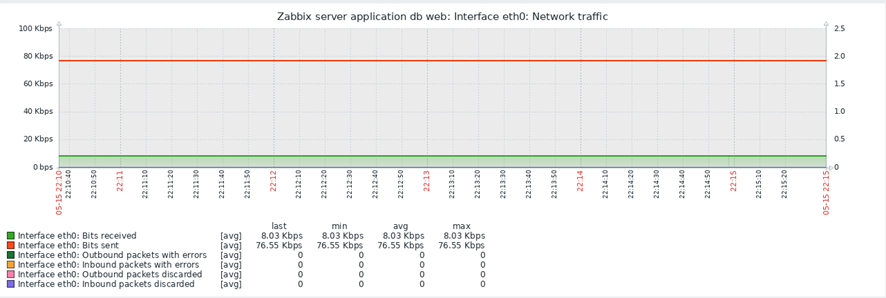 Zabbix server application db web: Interface eth0: Network traffic
100 Kbps
80 Kbps
60 Kbps
40 Kbps
20 Kbps
0 bps
2.5
2.0
1.5
1.0
0.5
0
05-15 22:10
22:10:40
22:10:50
22:11
22:11:10
22:11:20
22:11:30
22:11:40
22:11:50
22:12
22:12:10
22:12:20
22:12:30
22:12:40
22:12:50
22:13
22:13:10
22:13:20
22:13:30
22:13:40
22:13:50
22:14
22:14:10
22:14:20
22:14:30
22:14:40
22:14:50
22:15
22:15:10
22:15:20
05-15 22:15
last min avg max
Interface eth0: Bits received [avg] 8.03 Kbps 8.03 Kbps 8.03 Kbps 8.03 Kbps
Interface eth0: Bits sent [avg] 76.55 Kbps 76.55 Kbps 76.55 Kbps 76.55 Kbps
Interface eth0: Outbound packets with errors [avg] 0 0 0 0
Interface eth0: Inbound packets with errors [avg] 0 0 0 0
Interface eth0: Outbound packets discarded [avg] 0 0 0 0
Interface eth0: Inbound packets discarded [avg] 0 0 0 0